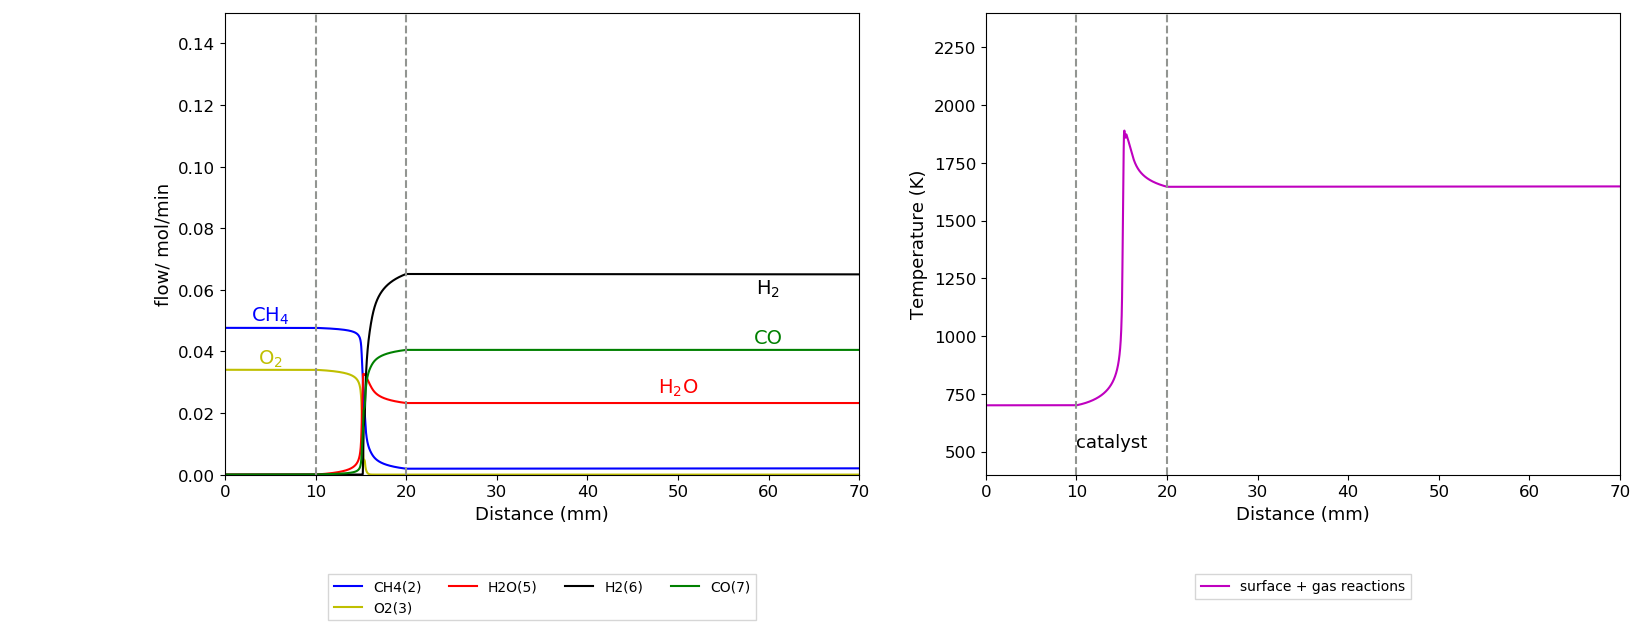 flow/ mol/min
0.14
0.12
0.10
0.08
0.06
0.04
0.02
0.00
CH4
O2
H2
CO
H2O
0 10 20 30 40 50 60 70
Distance (mm)
CH4(2) H2O(5) H2(6) CO(7)
O2(3)
Temperature (K)
2250
2000
1750
1500
1250
1000
750
500
catalyst
0 10 20 30 40 50 60 70
Distance (mm)
surface + gas reactions